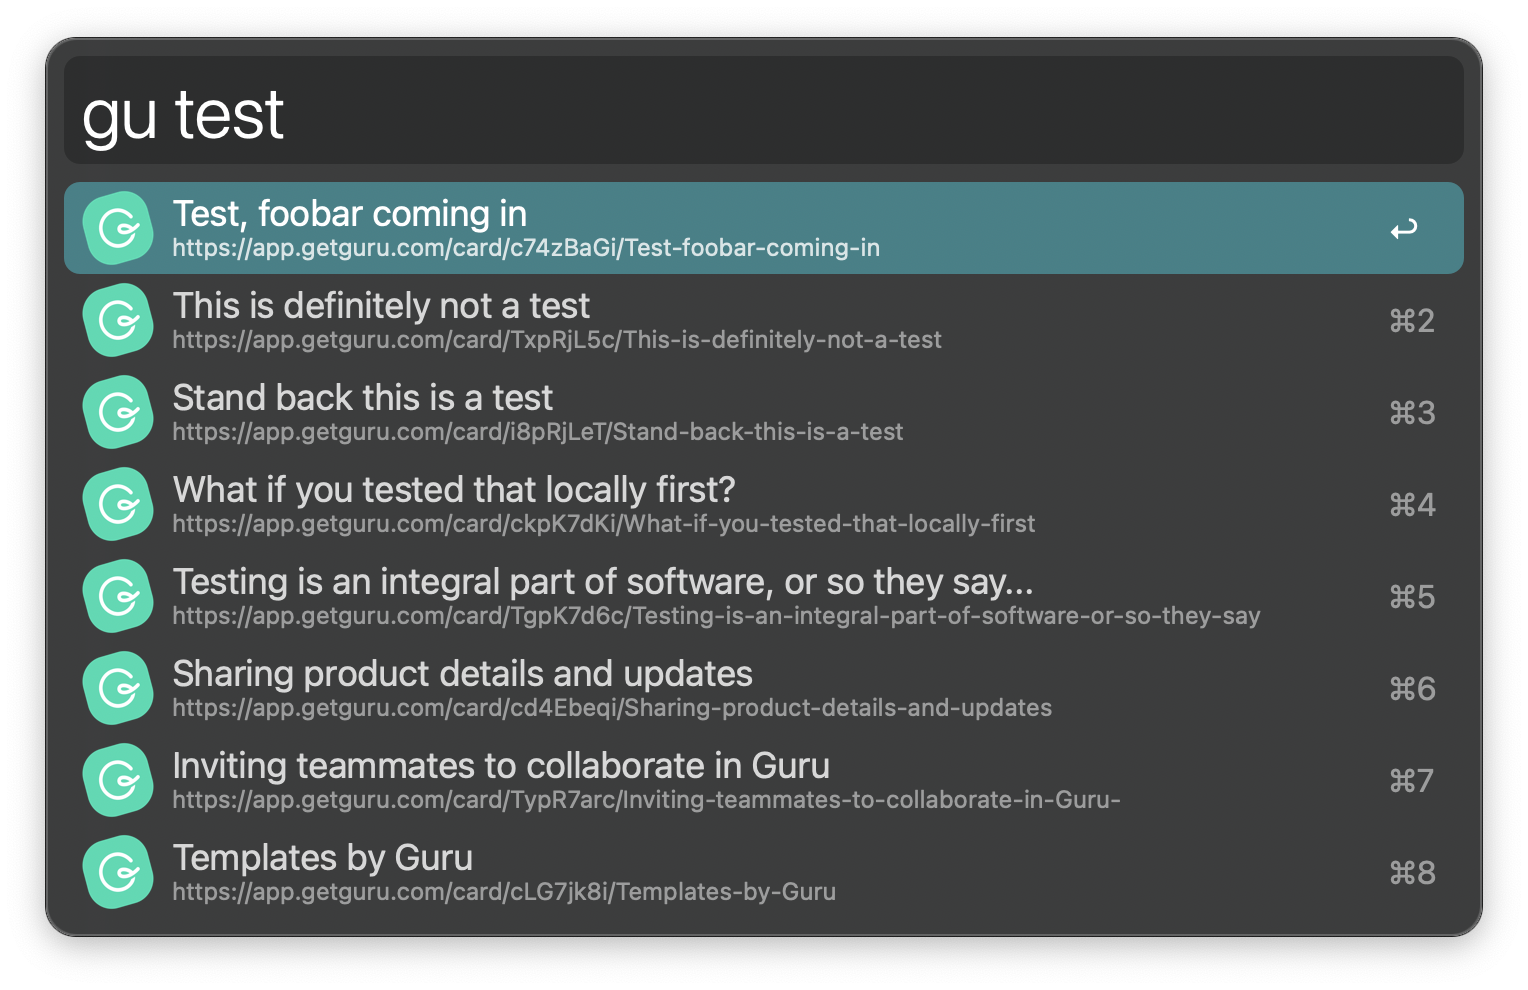 gu test
Test, foobar coming in
https://app.getguru.com/card/c74zBaGi/Test-foobar-coming-in
↩
This is definitely not a test
https://app.getguru.com/card/TxpRjL5c/This-is-definitely-not-a-test
⌘2
Stand back this is a test
https://app.getguru.com/card/i8pRjLeT/Stand-back-this-is-a-test
⌘3
What if you tested that locally first?
https://app.getguru.com/card/ckpK7dKi/What-if-you-tested-that-locally-first
⌘4
Testing is an integral part of software, or so they say...
https://app.getguru.com/card/TgpK7d6c/Testing-is-an-integral-part-of-software-or-so-they-say
⌘5
Sharing product details and updates
https://app.getguru.com/card/cd4Ebeqi/Sharing-product-details-and-updates
⌘6
Inviting teammates to collaborate in Guru
https://app.getguru.com/card/TypR7arc/Inviting-teammates-to-collaborate-in-Guru-
⌘7
Templates by Guru
https://app.getguru.com/card/cLG7jk8i/Templates-by-Guru
⌘8